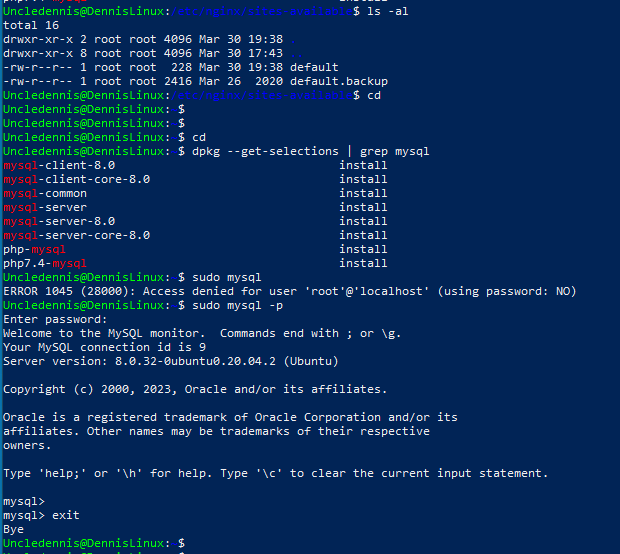 install
Uncledennis@DennisLinux:/etc/nginx/sites-available$ ls -al
total 16
drwxr-xr-x 2 root root 4096 Mar 30 19:38
drwxr-xr-x 8 root root 4096 Mar 30 17:43
-rw-r--r-- 1 root root  228 Mar 30 19:38 default
-rw-r--r-- 1 root root 2416 Mar 26  2020 default.backup
Uncledennis@DennisLinux:/etc/nginx/sites-available$ cd
Uncledennis@DennisLinux:~$
Uncledennis@DennisLinux:~$
Uncledennis@DennisLinux:~$ cd
Uncledennis@DennisLinux:~$ dpkg --get-selections | grep mysql
mysql-client-8.0 install
mysql-client-core-8.0 install
mysql-common install
mysql-server install
mysql-server-8.0 install
mysql-server-core-8.0 install
php-mysql install
php7.4-mysql install
Uncledennis@DennisLinux:~$ sudo mysql
ERROR 1045 (28000): Access denied for user 'root'@'localhost' (using password: NO)
Uncledennis@DennisLinux:~$ sudo mysql -p
Enter password:
Welcome to the MySQL monitor.  Commands end with ; or \g.
Your MySQL connection id is 9
Server version: 8.0.32-0ubuntu0.20.04.2 (Ubuntu)
Copyright (c) 2000, 2023, Oracle and/or its affiliates.
Oracle is a registered trademark of Oracle Corporation and/or its
affiliates. Other names may be trademarks of their respective
owners.
Type 'help;' or '\h' for help. Type '\c' to clear the current input statement.
mysql>
mysql> exit
Bye
Uncledennis@DennisLinux:~$